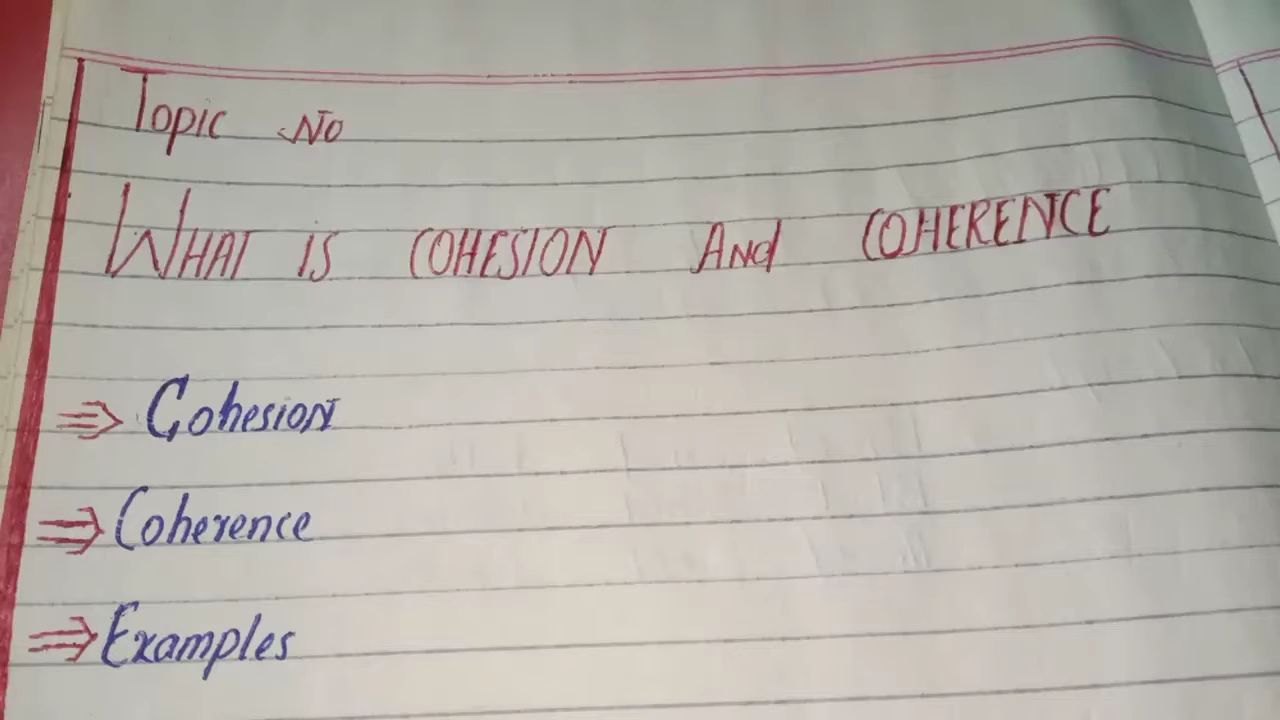 Topic No
WHAT IS COHESION And COHERENCE
⇒ Cohesion
⇒ Coherence
⇒ Examples